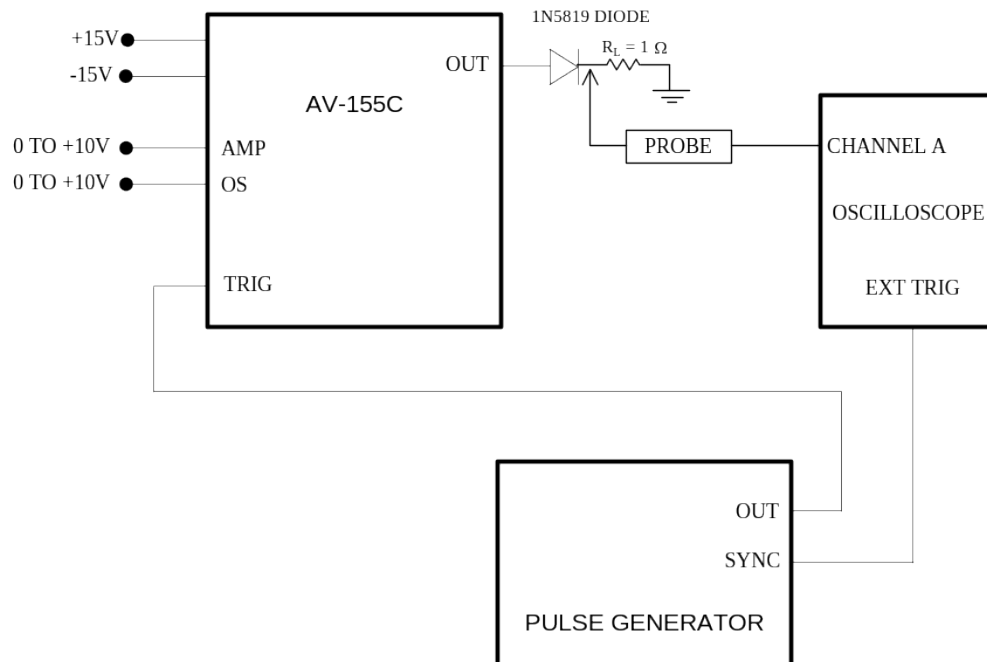 1N5819 DIODE
+15V
-15V
OUT
R_L = 1 Ω
AV-155C
0 TO +10V
AMP
PROBE
CHANNEL A
0 TO +10V
OS
OSCILLOSCOPE
TRIG
EXT TRIG
OUT
SYNC
PULSE GENERATOR